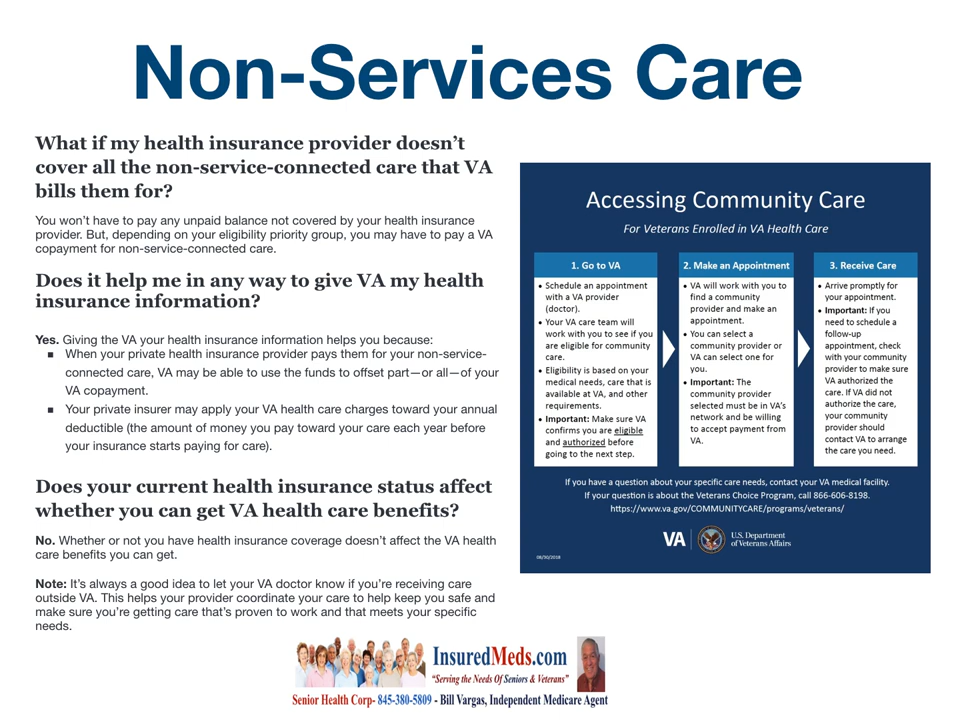 Non-Services Care
What if my health insurance provider doesn’t
cover all the non-service-connected care that VA
bills them for?
You won’t have to pay any unpaid balance not covered by your health insurance
provider. But, depending on your eligibility priority group, you may have to pay a VA
copayment for non-service-connected care.
Does it help me in any way to give VA my health
insurance information?
Yes. Giving the VA your health insurance information helps you because:
▪ When your private health insurance provider pays them for your non-service-
connected care, VA may be able to use the funds to offset part—or all—of your
VA copayment.
▪ Your private insurer may apply your VA health care charges toward your annual
deductible (the amount of money you pay toward your care each year before
your insurance starts paying for care).
Does your current health insurance status affect
whether you can get VA health care benefits?
No. Whether or not you have health insurance coverage doesn’t affect the VA health
care benefits you can get.
Note: It’s always a good idea to let your VA doctor know if you’re receiving care
outside VA. This helps your provider coordinate your care to help keep you safe and
make sure you’re getting care that’s proven to work and that meets your specific
needs.
Accessing Community Care
For Veterans Enrolled in VA Health Care
1. Go to VA
• Schedule an appointment
with a VA provider
(doctor).
• Your VA care team will
work with you to see if you
are eligible for community
care.
• Eligibility is based on your
medical needs, care that is
available at VA, and other
requirements.
• Important: Make sure VA
confirms you are eligible
and authorized before
going to the next step.
2. Make an Appointment
• VA will work with you to
find a community
provider and make an
appointment.
• You can select a
community provider or
VA can select one for
you.
• Important: The
community provider
selected must be in VA’s
network and be willing
to accept payment from
VA.
3. Receive Care
• Arrive promptly for
your appointment.
• Important: If you
need to schedule a
follow-up
appointment, check
with your community
provider to make sure
VA authorized the
care. If VA did not
authorize the care,
your community
provider should
contact VA to arrange
the care you need.
If you have a question about your specific care needs, contact your VA medical facility.
If your question is about the Veterans Choice Program, call 866-606-8198.
https://www.va.gov/COMMUNITYCARE/programs/veterans/
VA
U.S. Department
of Veterans Affairs
08/30/2018
InsuredMeds.com
“Serving the Needs Of Seniors & Veterans”
Senior Health Corp- 845-380-5809 - Bill Vargas, Independent Medicare Agent